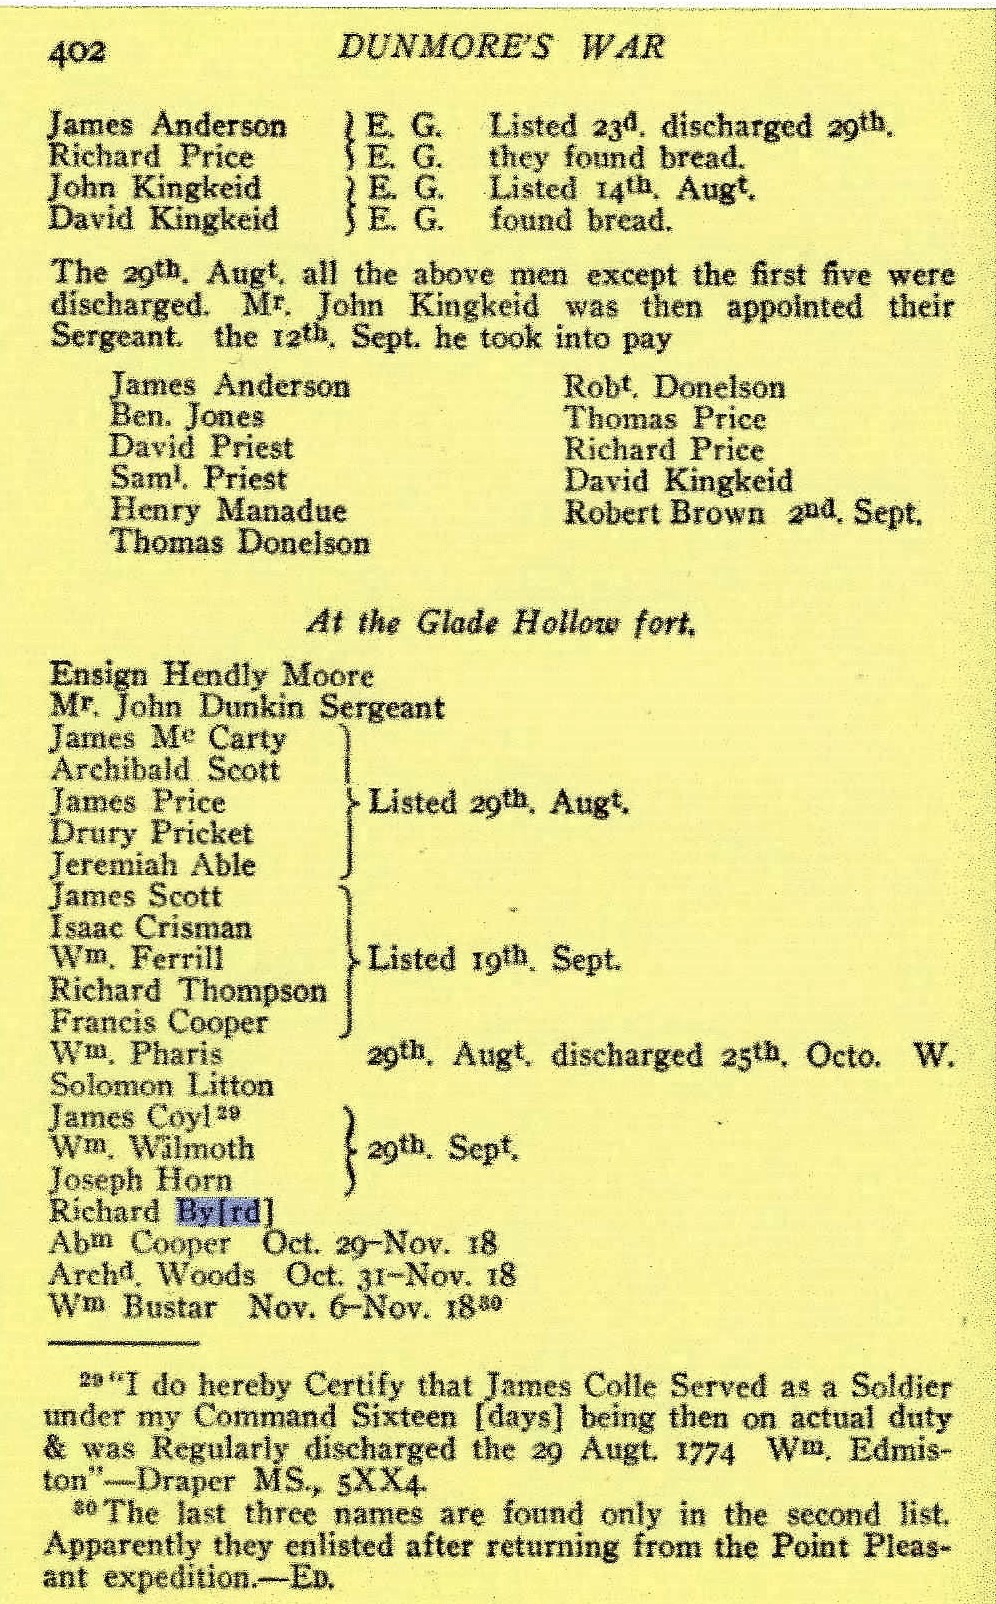 402 DUNMORE'S WAR
James Anderson } E. G. Listed 23d. discharged 29th.
Richard Price } E. G. they found bread.
John Kingkeid } E. G. Listed 14th. Augt.
David Kingkeid } E. G. found bread.
The 29th. Augt. all the above men except the first five were
discharged. Mr. John Kingkeid was then appointed their
Sergeant. the 12th. Sept. he took into pay
James Anderson
Ben. Jones
David Priest
Saml. Priest
Henry Manadue
Thomas Donelson
Robt. Donelson
Thomas Price
Richard Price
David Kingkeid
Robert Brown 2nd. Sept.
At the Glade Hollow fort.
Ensign Hendly Moore
Mr. John Dunkin Sergeant
James Mc Carty
Archibald Scott
James Price } Listed 29th. Augt.
Drury Pricket
Jeremiah Able
James Scott
Isaac Crisman
Wm. Ferrill } Listed 19th. Sept.
Richard Thompson
Francis Cooper
Wm. Pharis 29th. Augt. discharged 25th. Octo. W.
Solomon Litton
James Coyl29
Wm. Wilmoth } 29th. Sept.
Joseph Horn
Richard By[rd]
Abm Cooper Oct. 29–Nov. 18
Archd. Woods Oct. 31–Nov. 18
Wm Bustar Nov. 6–Nov. 1830
29 "I do hereby Certify that James Colle Served as a Soldier
under my Command Sixteen [days] being then on actual duty
& was Regularly discharged the 29 Augt. 1774 Wm. Edmis-
ton"—Draper MS., 5XX4.
30 The last three names are found only in the second list.
Apparently they enlisted after returning from the Point Pleas-
ant expedition.—ED.